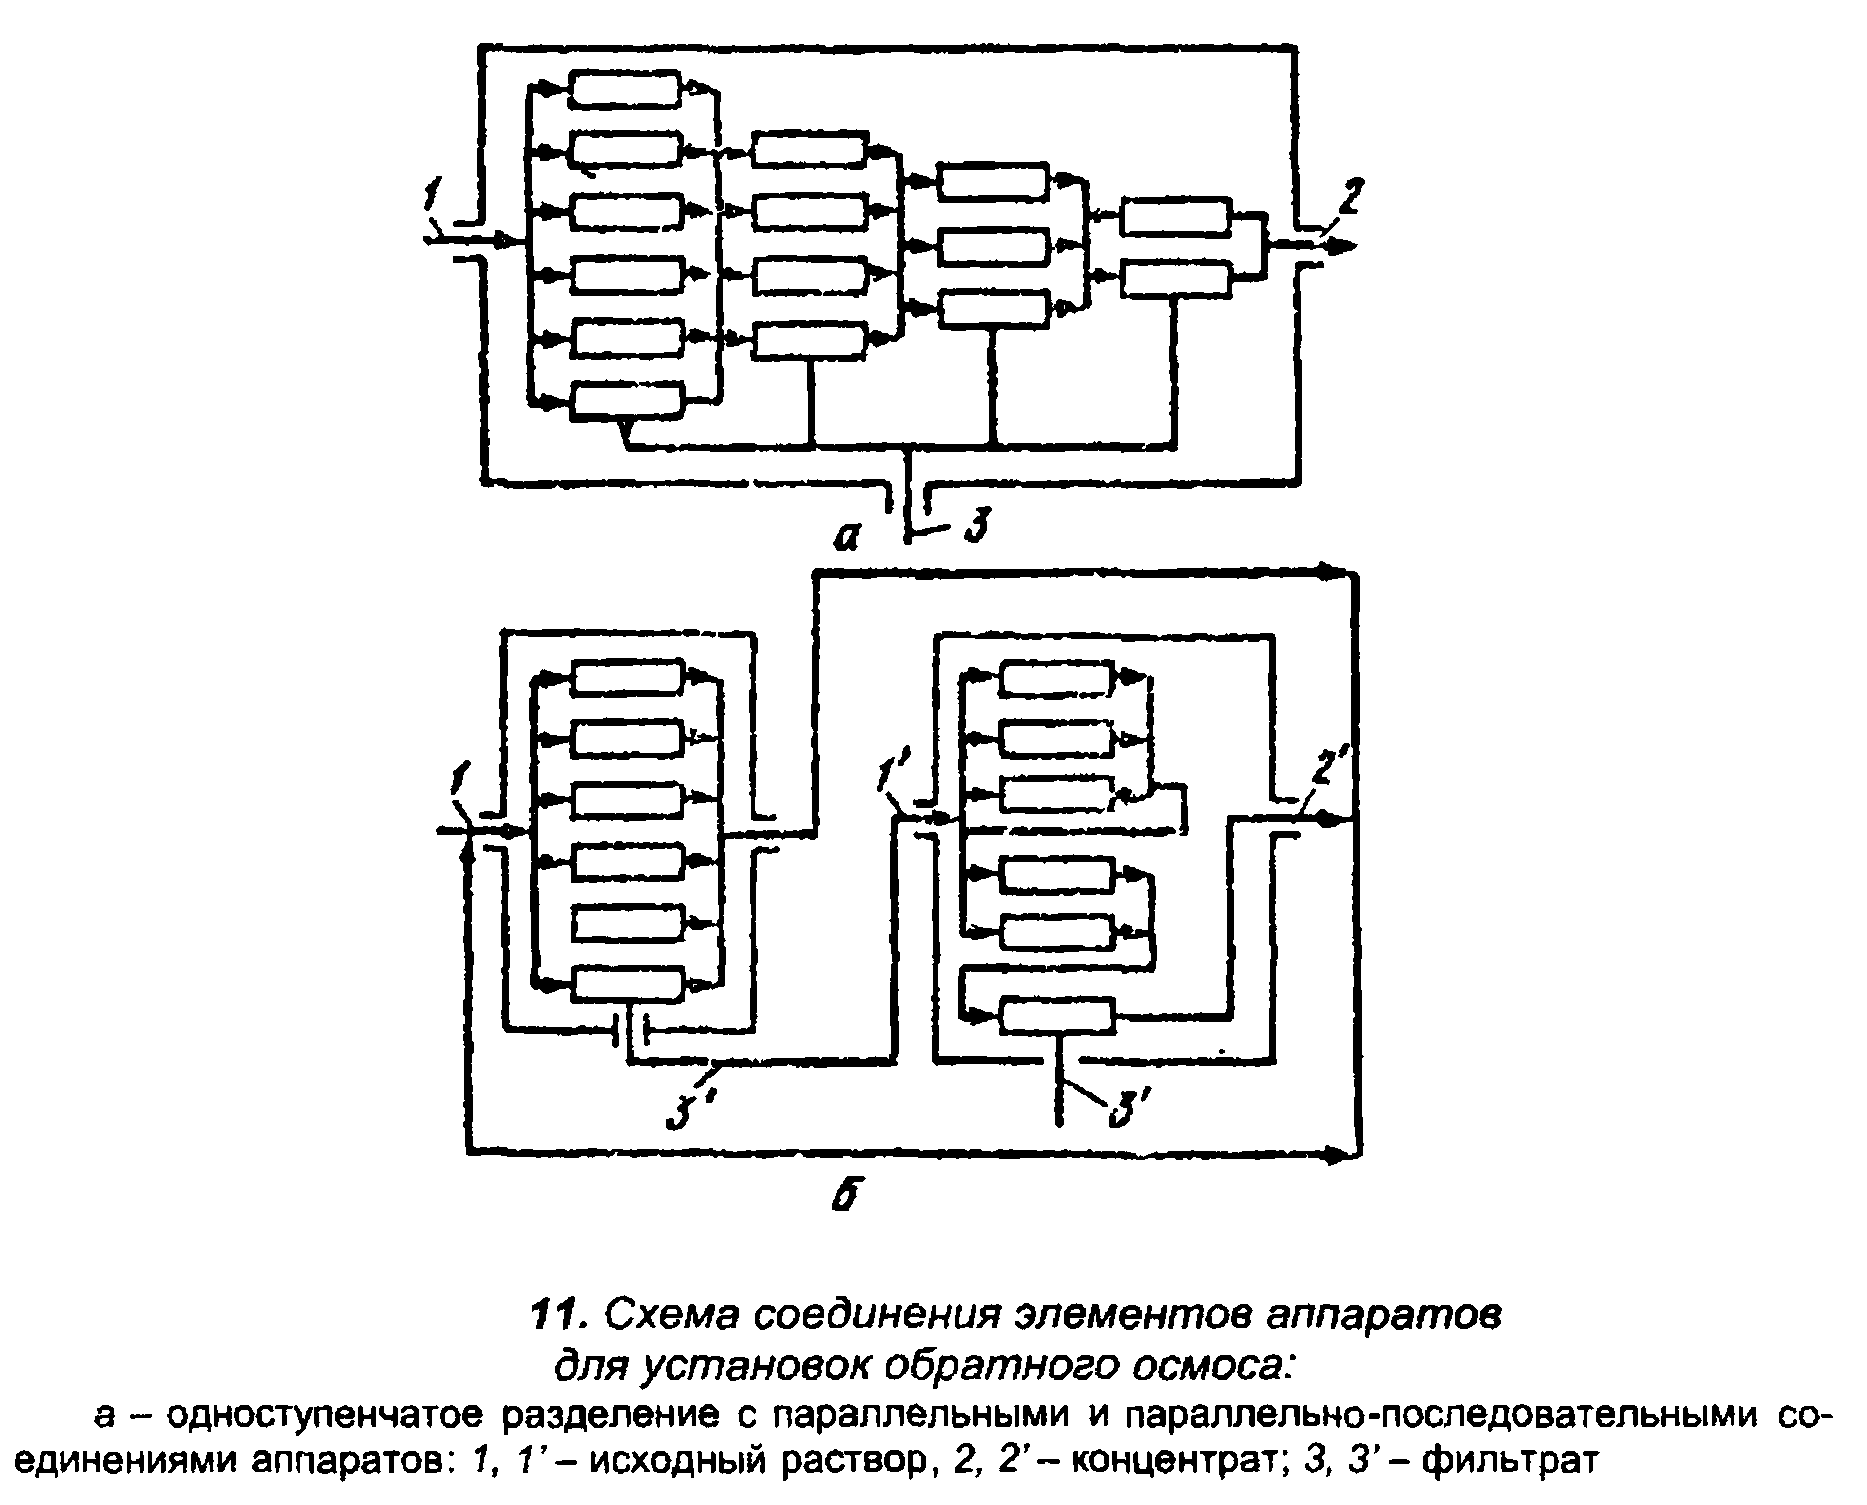 1
2
3
а
1
1'
2'
3'
3'
б
11. Схема соединения элементов аппаратов
для установок обратного осмоса:
а – одноступенчатое разделение с параллельными и параллельно-последовательными со-
единениями аппаратов: 1, 1' – исходный раствор, 2, 2' – концентрат; 3, 3' – фильтрат